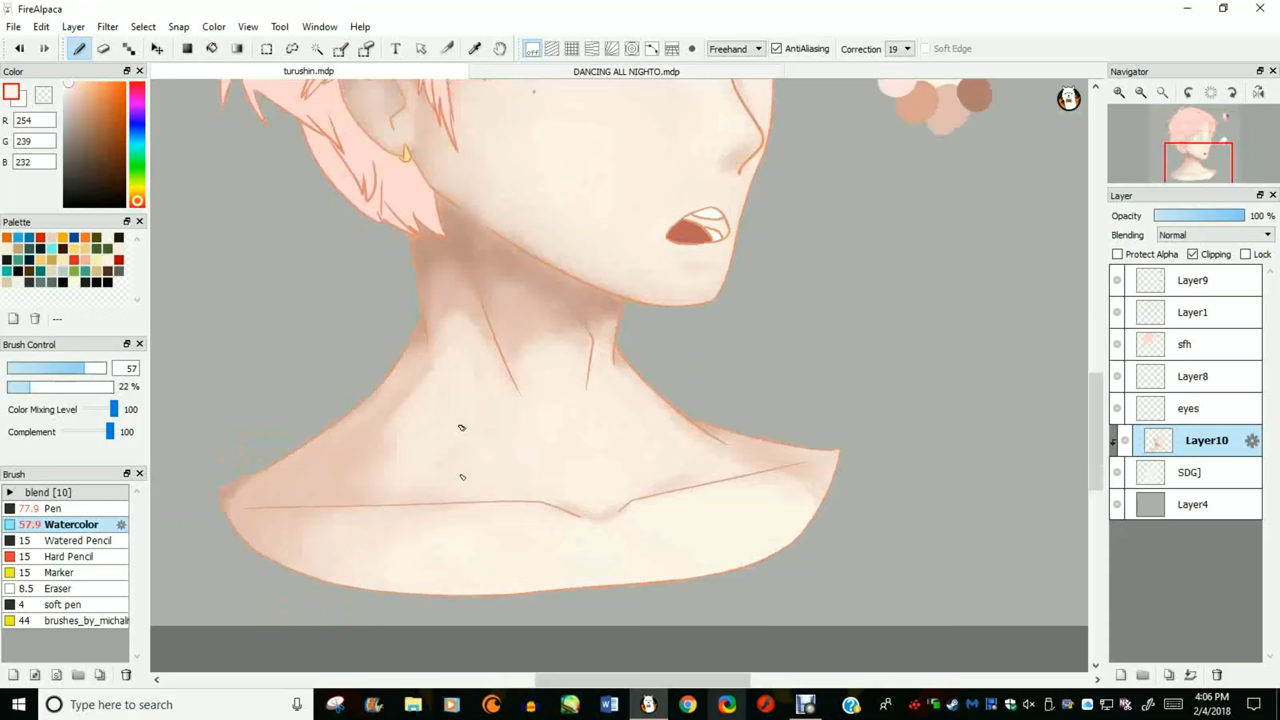 FireAlpaca
File Edit Layer Filter Select Snap Color View Tool Window Help
Freehand AntiAliasing Correction 19 Soft Edge
Color
turushin.mdp DANCING ALL NIGHTO.mdp
Navigator
R 254
G 239
B 232
Palette
---
Brush Control
57
22 %
Color Mixing Level 100
Complement 100
Brush
blend [10]
77.9 Pen
57.9 Watercolor
15 Watered Pencil
15 Hard Pencil
15 Marker
8.5 Eraser
4 soft pen
44 brushes_by_michali
Layer
Opacity 100 %
Blending Normal
Protect Alpha Clipping Lock
Layer9
Layer1
sfh
Layer8
eyes
Layer10
SDG]
Layer4
Type here to search
4:06 PM
2/4/2018